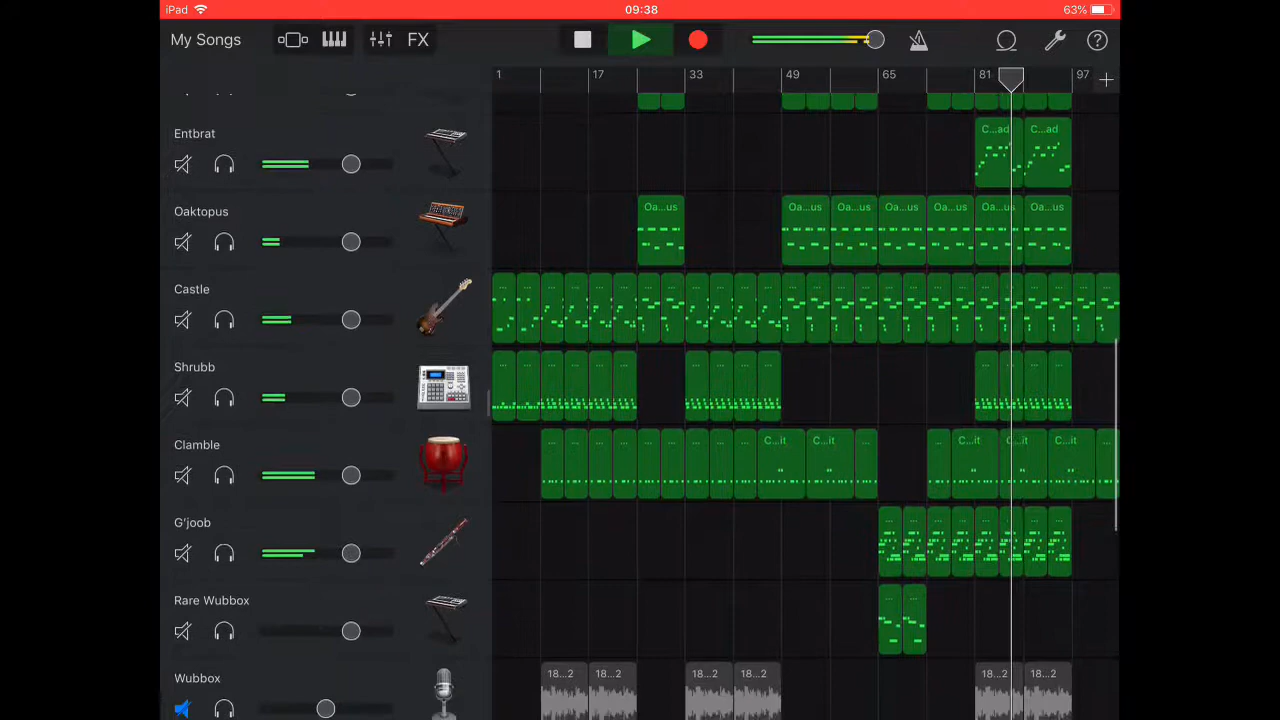 iPad 09:38 63%
My Songs FX
1 17 33 49 65 81 97
Entbrat C...ad C...ad
Oaktopus Oa...us Oa...us Oa...us Oa...us Oa...us Oa...us Oa...us
Castle
Shrubb
Clamble C...it C...it C...it C...it C...it
G'joob
Rare Wubbox
Wubbox 18...2 18...2 18...2 18...2 18...2 18...2